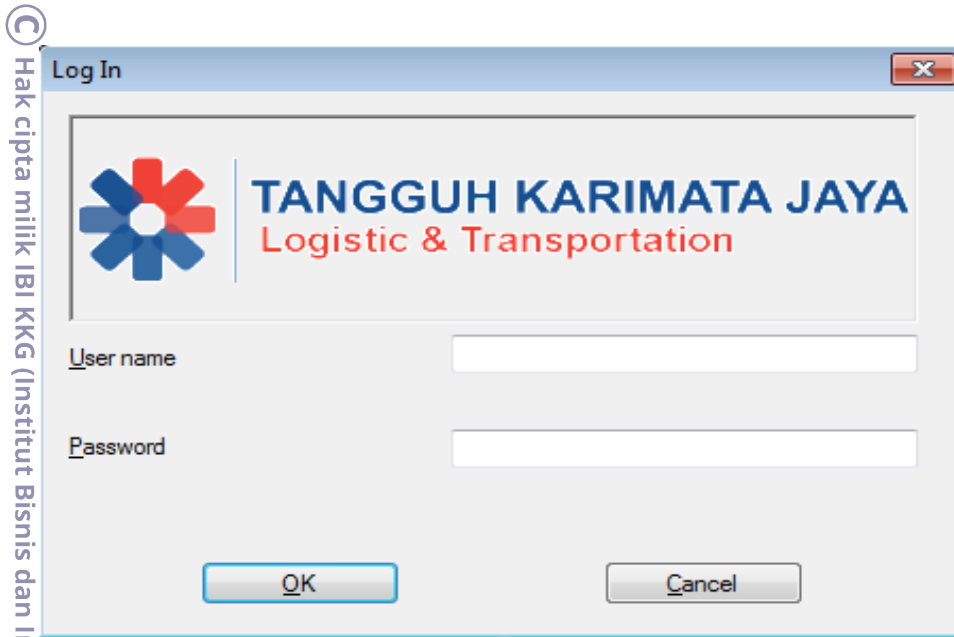 © Hak cipta milik IBI KKG (Institut Bisnis dan
Log In
TANGGUH KARIMATA JAYA
Logistic & Transportation
User name
Password
OK
Cancel